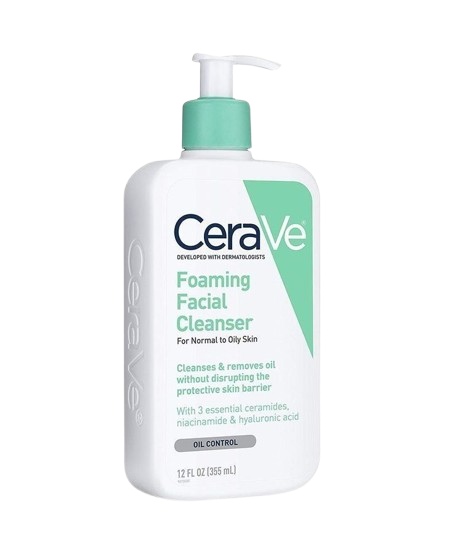 CeraVe®
DEVELOPED WITH DERMATOLOGISTS
Foaming
Facial
Cleanser
For Normal to Oily Skin
Cleanses & removes oil
without disrupting the
protective skin barrier
With 3 essential ceramides,
niacinamide & hyaluronic acid
OIL CONTROL
12 FL OZ (355 mL)
CeraVe®